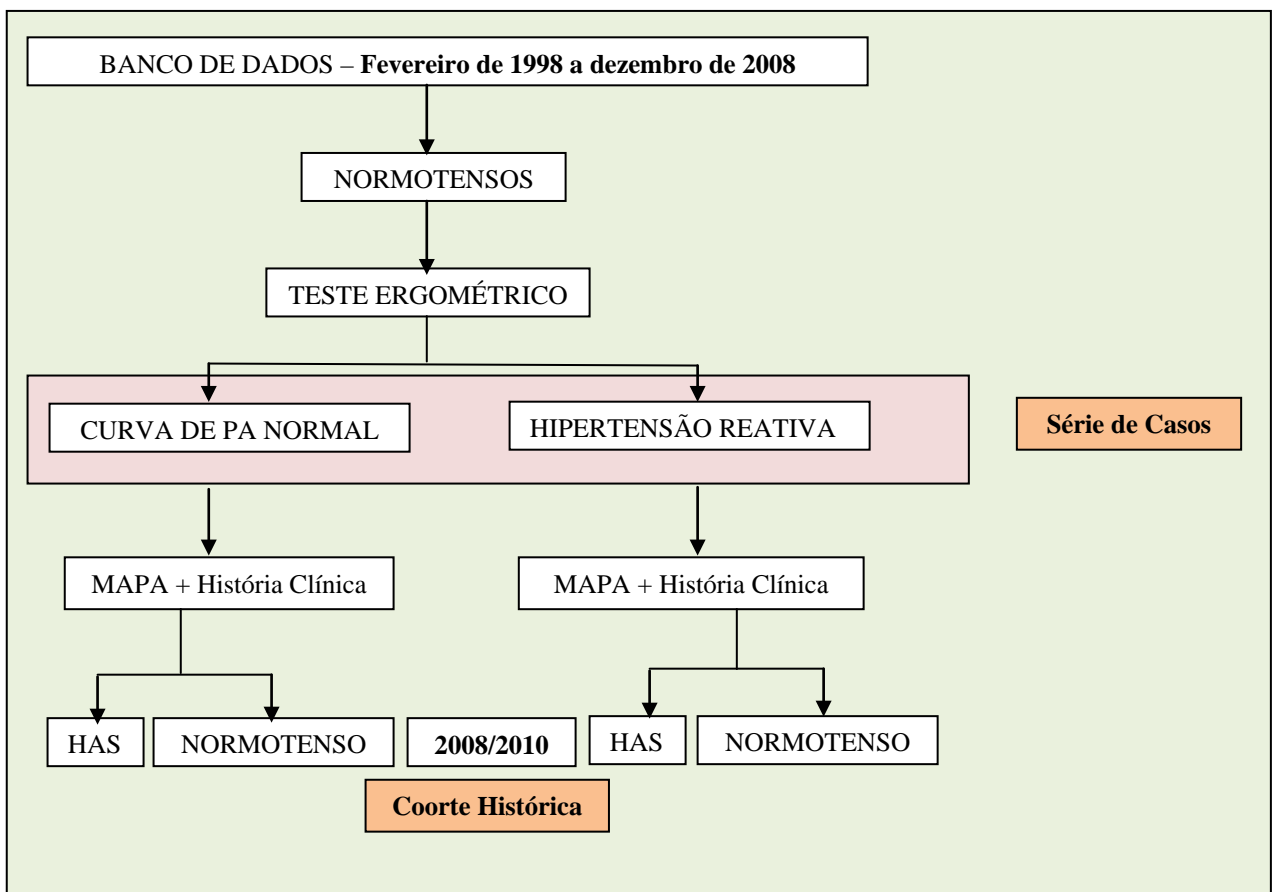 BANCO DE DADOS – Fevereiro de 1998 a dezembro de 2008
NORMOTENSOS
TESTE ERGOMÉTRICO
CURVA DE PA NORMAL
HIPERTENSÃO REATIVA
Série de Casos
MAPA + História Clínica
MAPA + História Clínica
HAS
NORMOTENSO
2008/2010
HAS
NORMOTENSO
Coorte Histórica